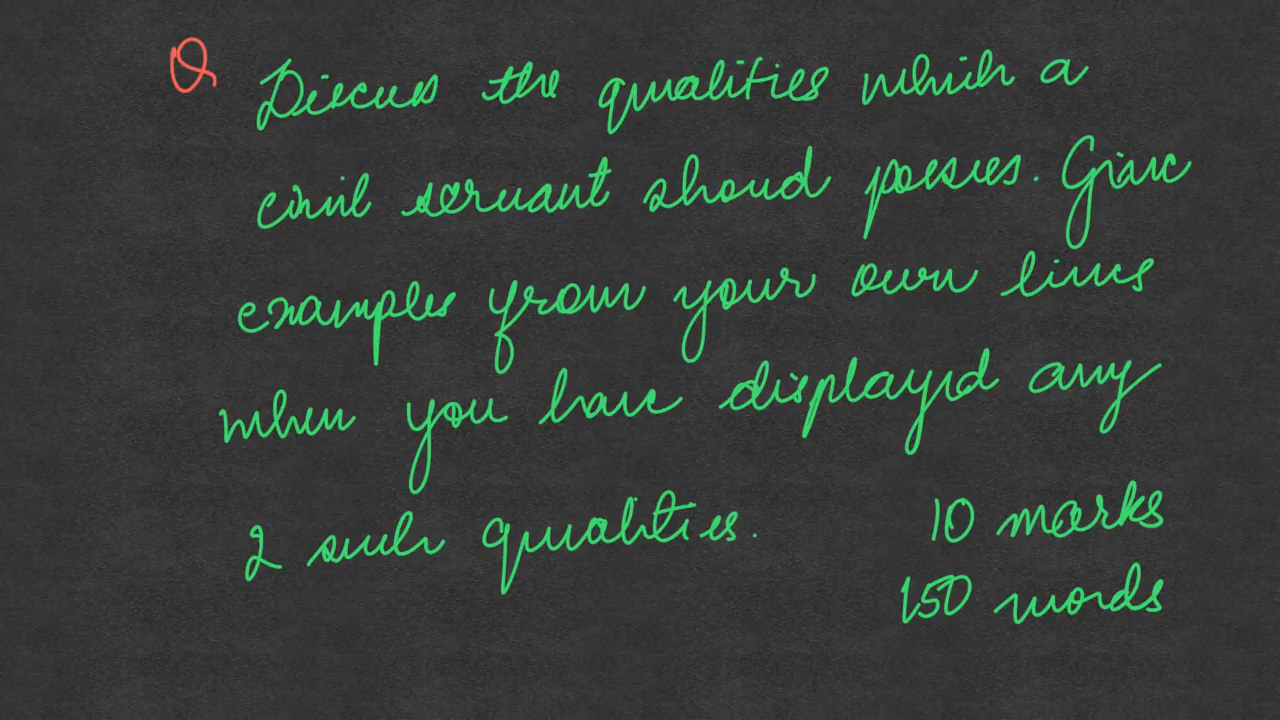 Q Discuss the qualities which a
civil servant shoud posses. Give
examples from your own lives
when you have displayed any
2 such qualities. 10 marks
150 words